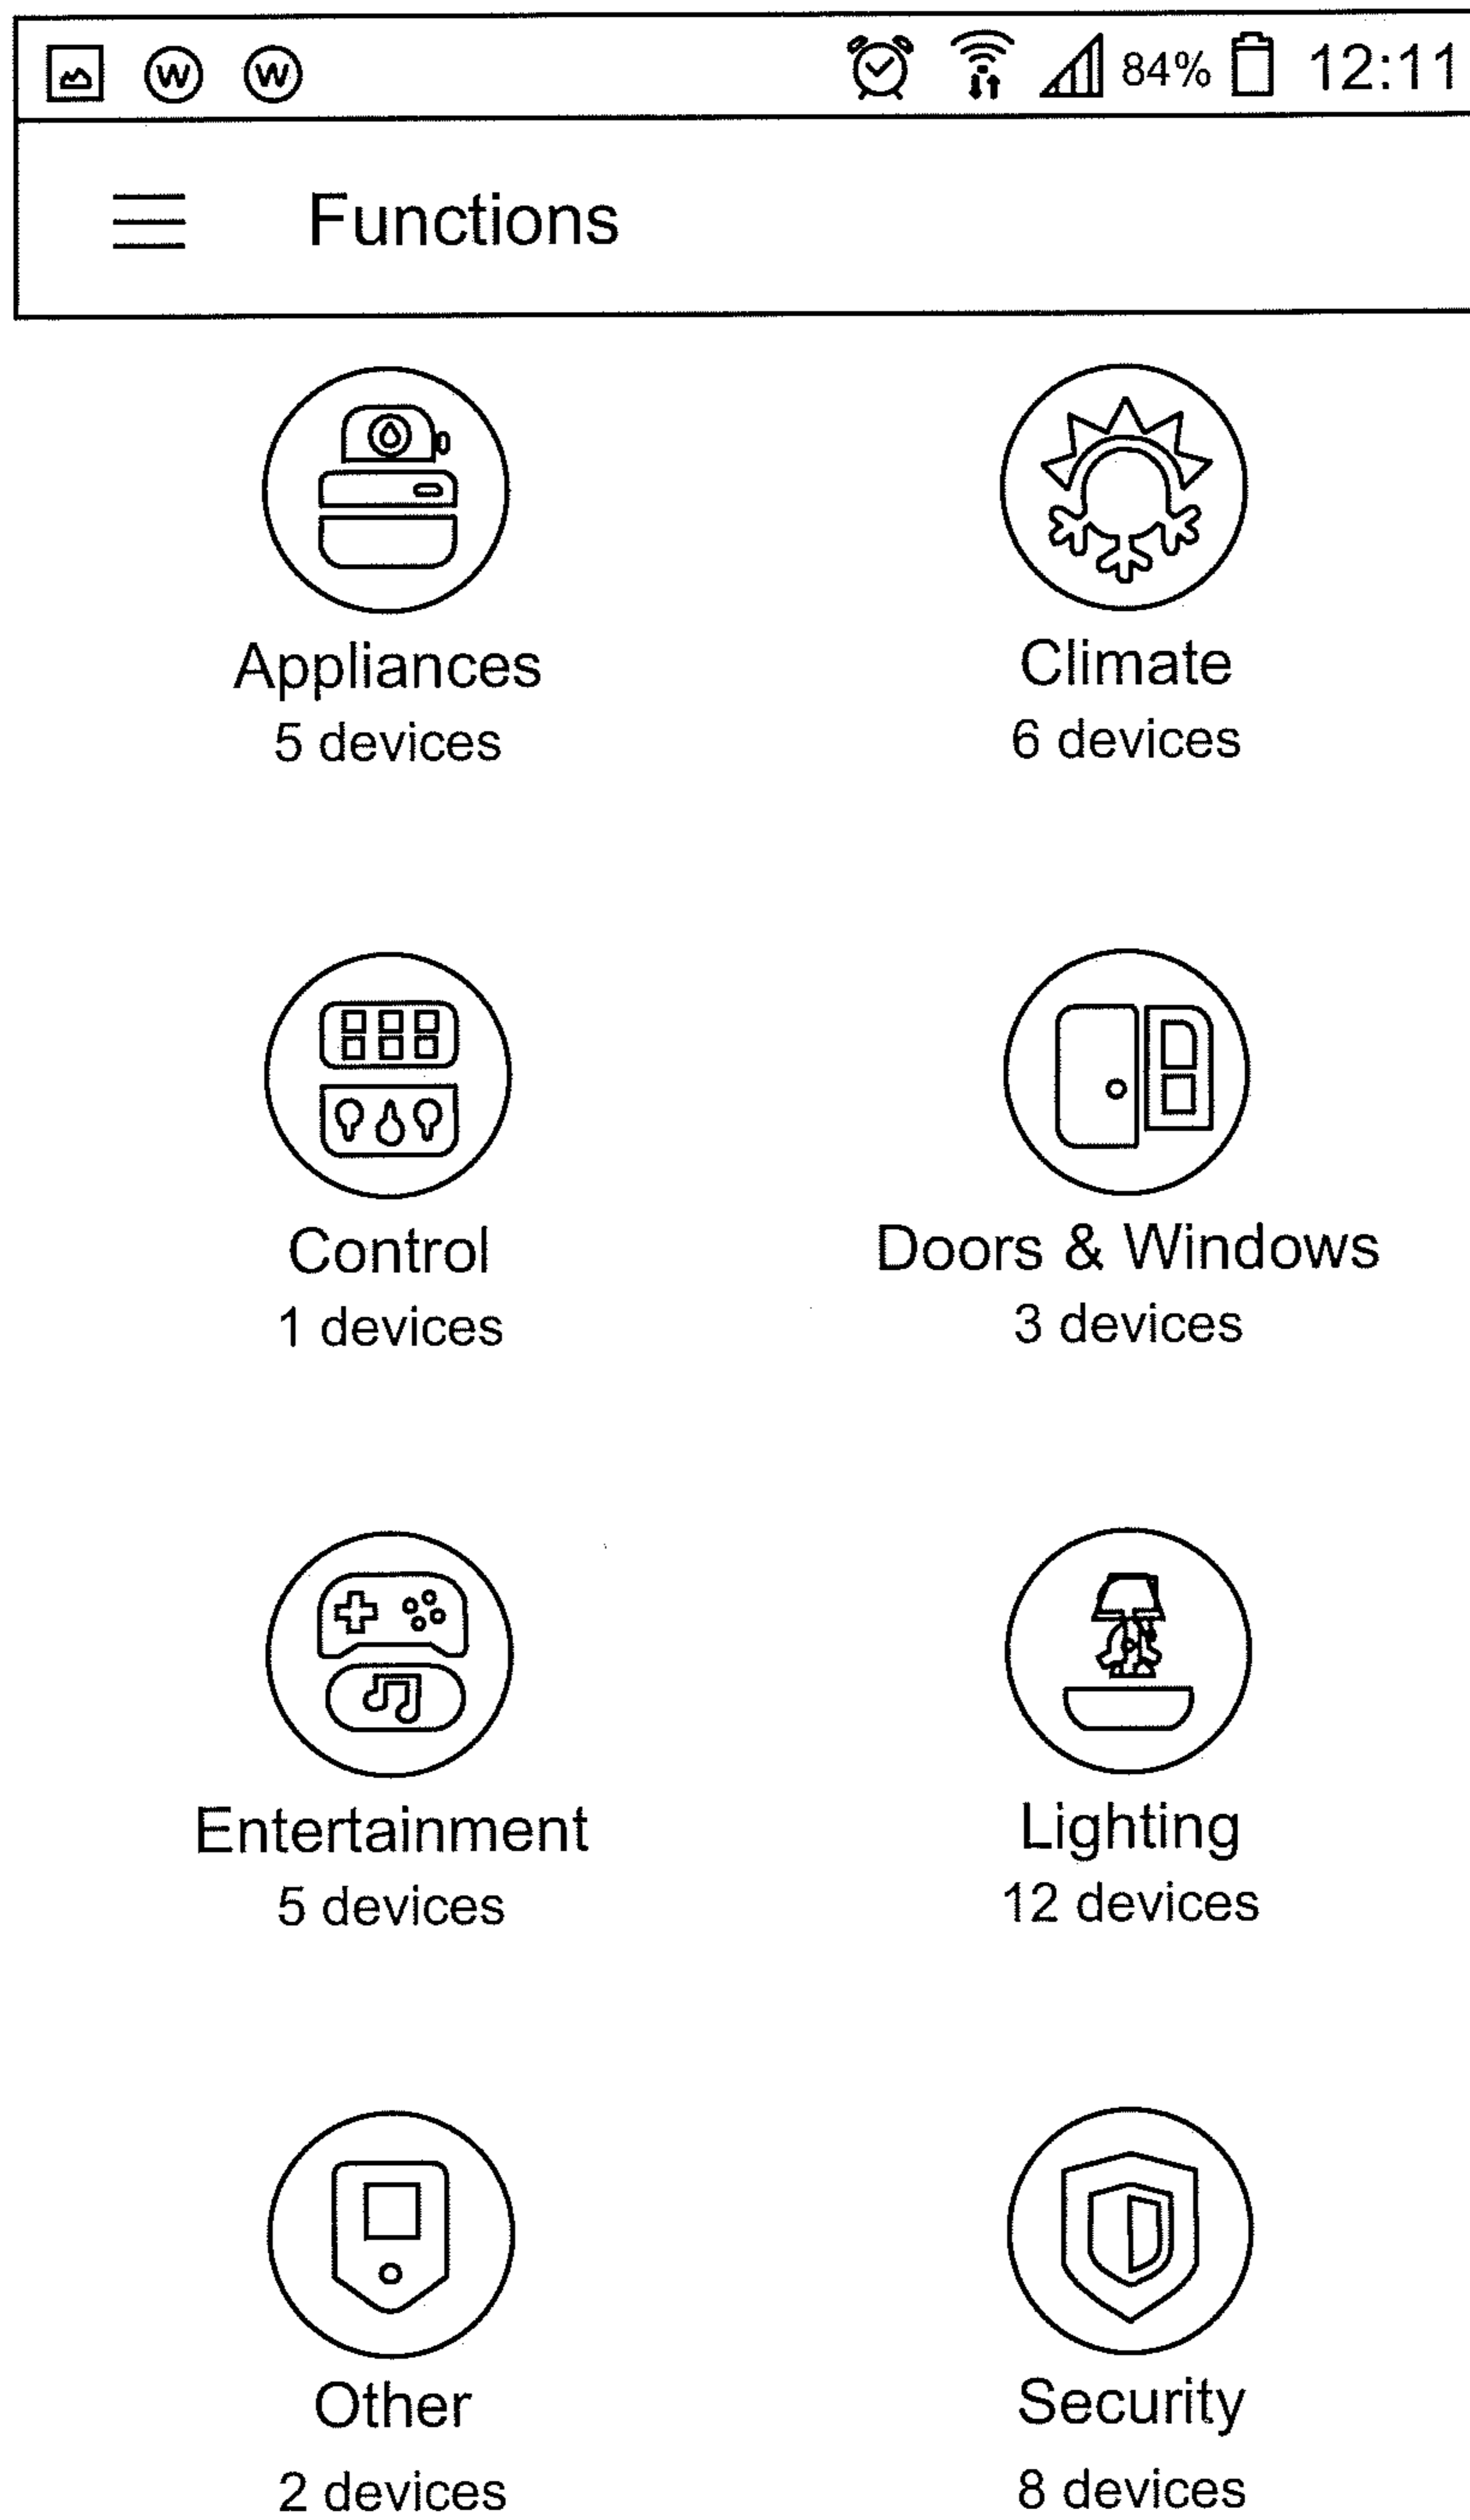 W W 84% 12:11
Functions
Appliances Climate
5 devices 6 devices
Control Doors & Windows
1 devices 3 devices
Entertainment Lighting
5 devices 12 devices
Other Security
2 devices 8 devices